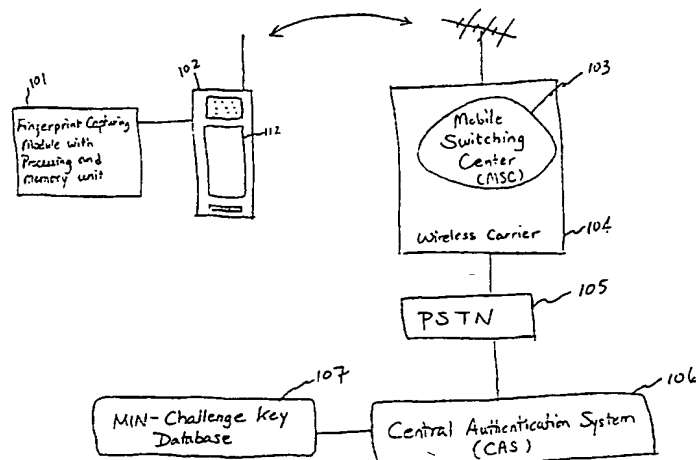 101
Fingerprint Capturing
Module with
Processing and
Memory unit
102
112
103
Mobile
Switching
Center
(MSC)
Wireless Carrier
104
PSTN
105
107
MIN-Challenge Key
Database
106
Central Authentication System
(CAS)